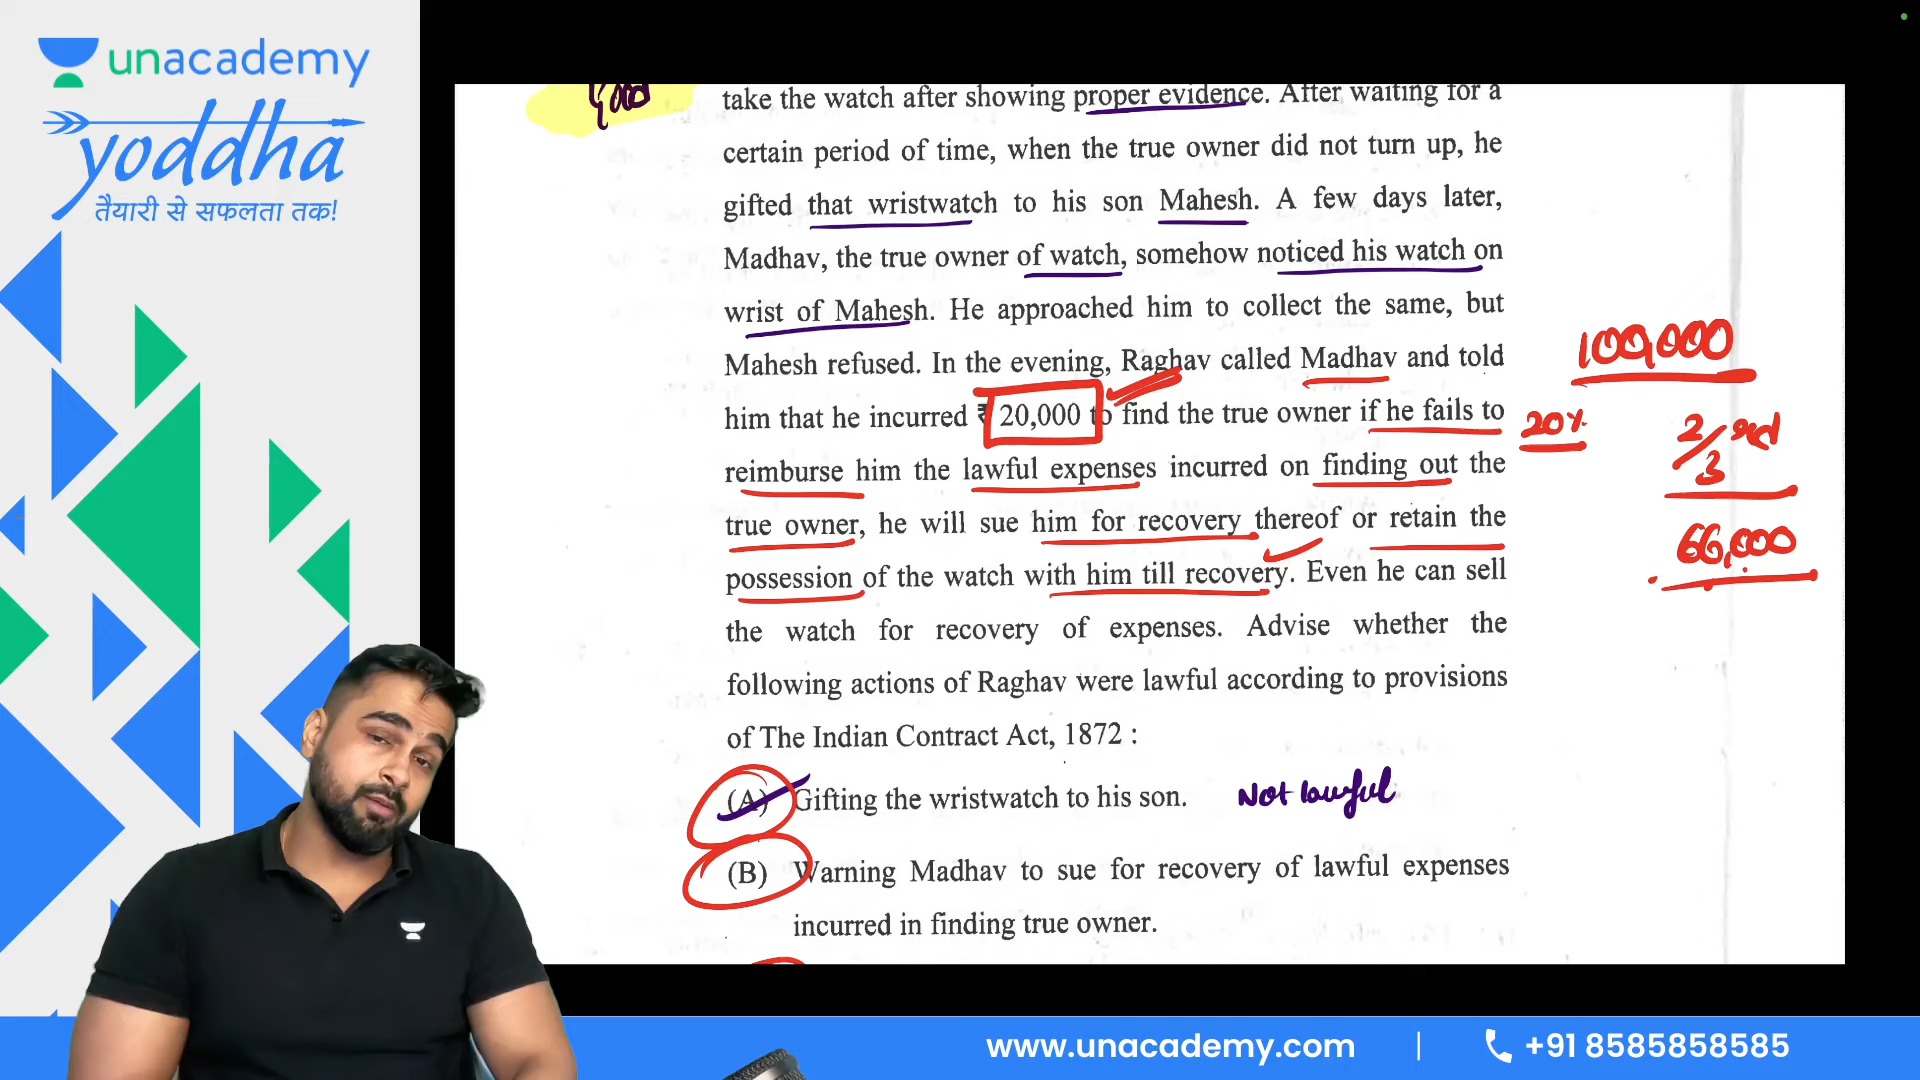 unacademy
yoddha
तैयारी से सफलता तक!
Good
take the watch after showing proper evidence. After waiting for a
certain period of time, when the true owner did not turn up, he
gifted that wristwatch to his son Mahesh. A few days later,
Madhav, the true owner of watch, somehow noticed his watch on
wrist of Mahesh. He approached him to collect the same, but
Mahesh refused. In the evening, Raghav called Madhav and told
him that he incurred ₹ 20,000 to find the true owner if he fails to
reimburse him the lawful expenses incurred on finding out the
true owner, he will sue him for recovery thereof or retain the
possession of the watch with him till recovery. Even he can sell
the watch for recovery of expenses. Advise whether the
following actions of Raghav were lawful according to provisions
of The Indian Contract Act, 1872 :
(A) Gifting the wristwatch to his son. Not lawful
(B) Warning Madhav to sue for recovery of lawful expenses
incurred in finding true owner.
100,000
20%
2/3 rd
66,000
www.unacademy.com | +91 8585858585